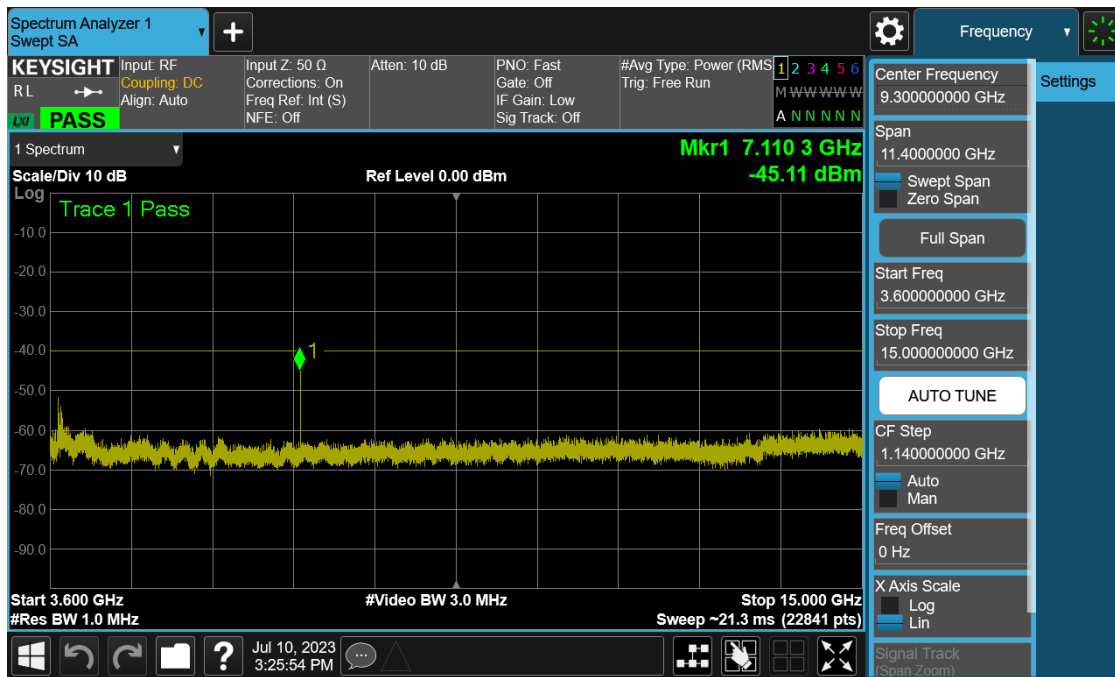 Spectrum Analyzer 1
Swept SA
+
Frequency
KEYSIGHT
R L
LXI
PASS
Input: RF
Coupling: DC
Align: Auto
Input Z: 50 Ω
Corrections: On
Freq Ref: Int (S)
NFE: Off
Atten: 10 dB
PNO: Fast
Gate: Off
IF Gain: Low
Sig Track: Off
#Avg Type: Power (RMS
Trig: Free Run
1 2 3 4 5 6
M W W W W W
A N N N N N
1 Spectrum
Scale/Div 10 dB
Ref Level 0.00 dBm
Mkr1 7.110 3 GHz
-45.11 dBm
Log
Trace 1 Pass
-10.0
-20.0
-30.0
-40.0
1
-50.0
-60.0
-70.0
-80.0
-90.0
Start 3.600 GHz
#Video BW 3.0 MHz
Stop 15.000 GHz
#Res BW 1.0 MHz
Sweep ~21.3 ms (22841 pts)
Center Frequency
9.300000000 GHz
Settings
Span
11.4000000 GHz
Swept Span
Zero Span
Full Span
Start Freq
3.600000000 GHz
Stop Freq
15.000000000 GHz
AUTO TUNE
CF Step
1.140000000 GHz
Auto
Man
Freq Offset
0 Hz
X Axis Scale
Log
Lin
Signal Track
(Span Zoom)
?
Jul 10, 2023
3:25:54 PM